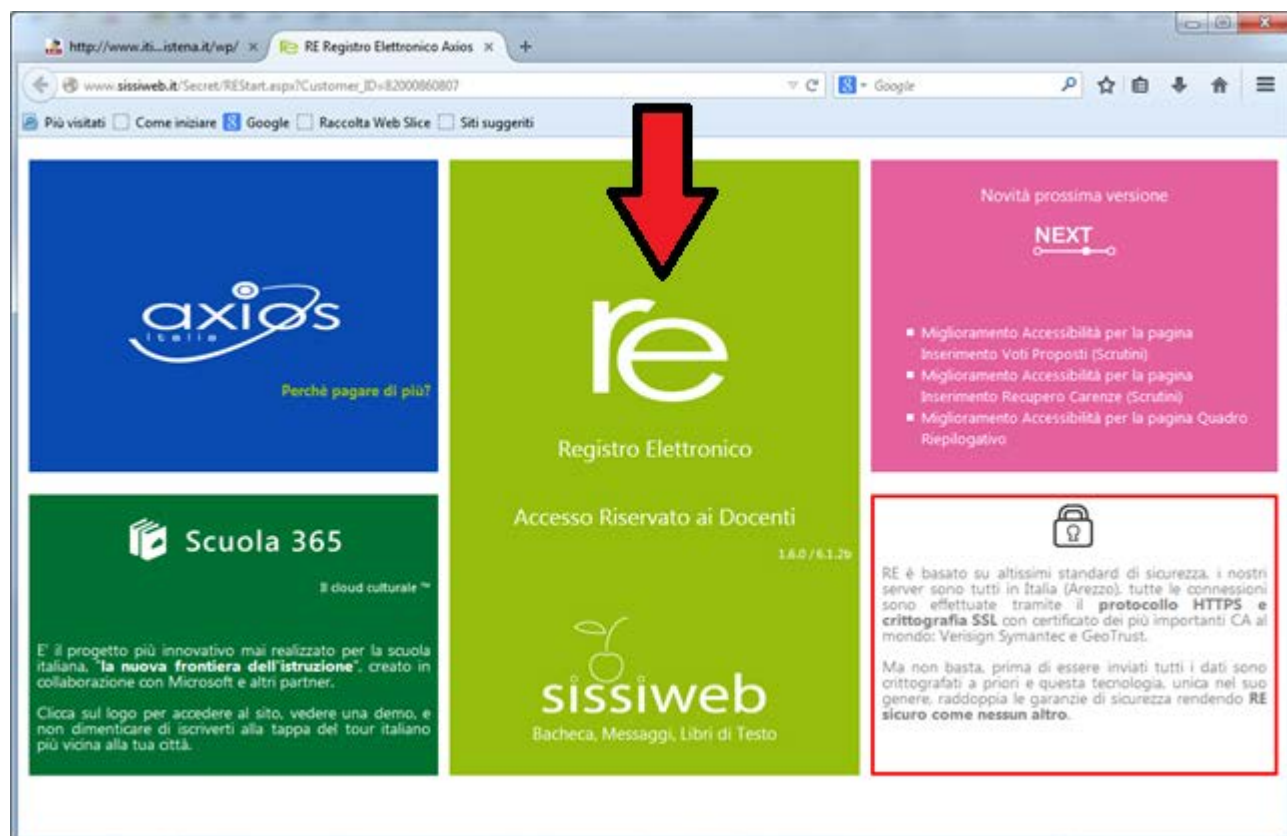 http://www.iti...istena.it/wp/
RE Registro Elettronico Axios
www.sissiweb.it/Secret/REStart.aspx?Customer_ID=82000860807
Google
Più visitati
Come iniziare
Google
Raccolta Web Slice
Siti suggeriti
axios
italia
Perchè pagare di più?
Scuola 365
Il cloud culturale ™
E' il progetto più innovativo mai realizzato per la scuola
italiana, "la nuova frontiera dell'istruzione", creato in
collaborazione con Microsoft e altri partner.
Clicca sul logo per accedere al sito, vedere una demo, e
non dimenticare di iscriverti alla tappa del tour italiano
più vicina alla tua città.
re
Registro Elettronico
Accesso Riservato ai Docenti
1.6.0 / 6.1.2b
sissiweb
Bacheca, Messaggi, Libri di Testo
Novità prossima versione
NEXT
Miglioramento Accessibilità per la pagina
Inserimento Voti Proposti (Scrutini)
Miglioramento Accessibilità per la pagina
Inserimento Recupero Carenze (Scrutini)
Miglioramento Accessibilità per la pagina Quadro
Riepilogativo
RE è basato su altissimi standard di sicurezza, i nostri
server sono tutti in Italia (Arezzo), tutte le connessioni
sono effettuate tramite il protocollo HTTPS e
crittografia SSL con certificato dei più importanti CA al
mondo: Verisign Symantec e GeoTrust.
Ma non basta, prima di essere inviati tutti i dati sono
crittografati a priori e questa tecnologia, unica nel suo
genere, raddoppia le garanzie di sicurezza rendendo RE
sicuro come nessun altro.